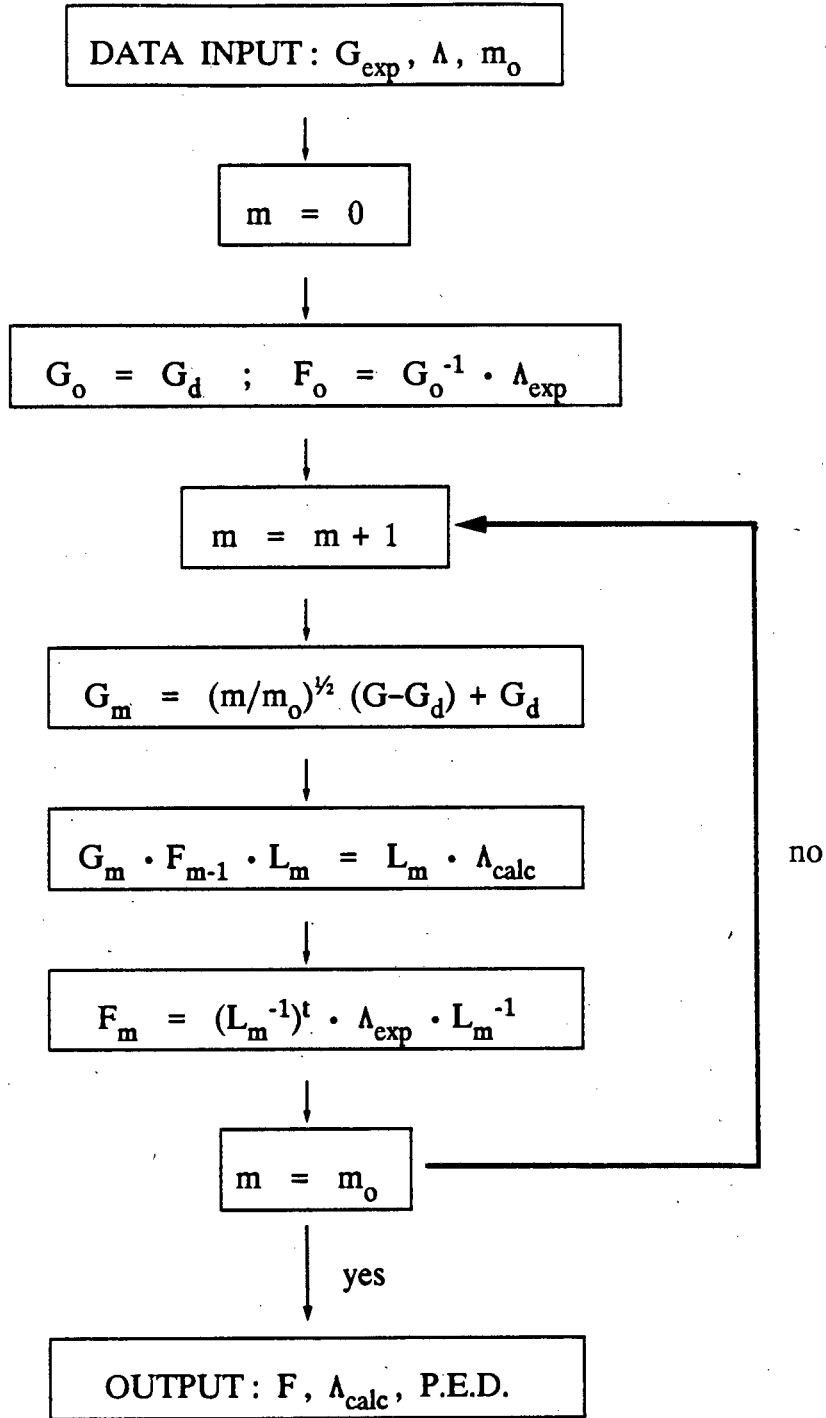 DATA INPUT: G_exp, Λ, m_o
m = 0
G_o = G_d ; F_o = G_o^-1 · Λ_exp
m = m + 1
G_m = (m/m_o)^½ (G-G_d) + G_d
G_m · F_m-1 · L_m = L_m · Λ_calc
no
F_m = (L_m^-1)^t · Λ_exp · L_m^-1
m = m_o
yes
OUTPUT: F, Λ_calc, P.E.D.